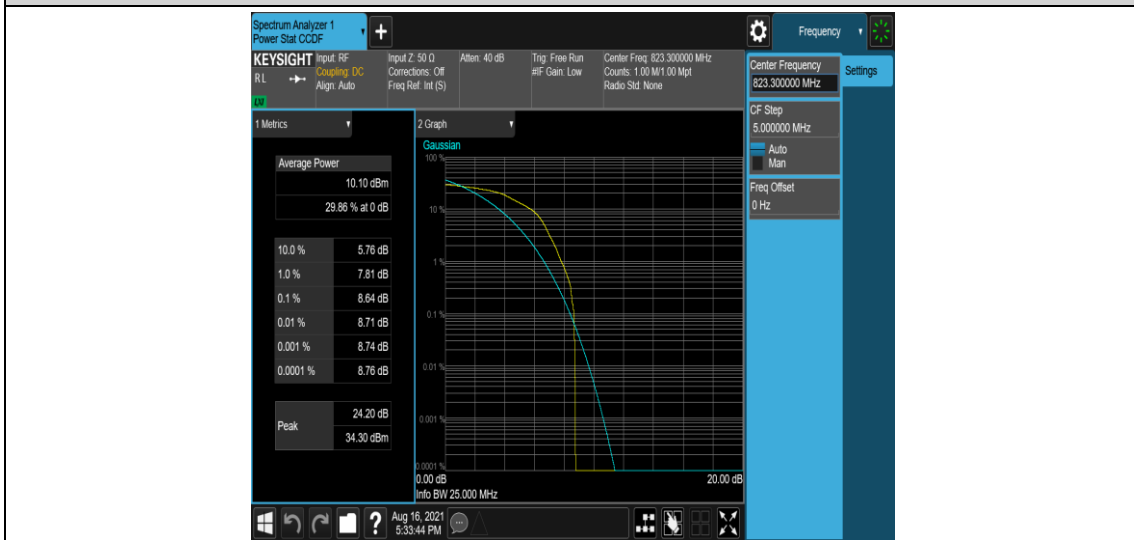 Spectrum Analyzer 1
Power Stat CCDF
+
Frequency
KEYSIGHT
RL
LXI
Input: RF
Coupling: DC
Align: Auto
Input Z: 50 Ω
Corrections: Off
Freq Ref: Int (S)
Atten: 40 dB
Trig: Free Run
#IF Gain: Low
Center Freq: 823.300000 MHz
Counts: 1.00 M/1.00 Mpt
Radio Std: None
Center Frequency
823.300000 MHz
Settings
CF Step
5.000000 MHz
Auto
Man
Freq Offset
0 Hz
1 Metrics
Average Power
10.10 dBm
29.86 % at 0 dB
10.0 % 5.76 dB
1.0 % 7.81 dB
0.1 % 8.64 dB
0.01 % 8.71 dB
0.001 % 8.74 dB
0.0001 % 8.76 dB
Peak
24.20 dB
34.30 dBm
2 Graph
Gaussian
100 %
10 %
1 %
0.1 %
0.01 %
0.001 %
0.0001 %
0.00 dB 20.00 dB
Info BW 25.000 MHz
?
Aug 16, 2021
5:33:44 PM